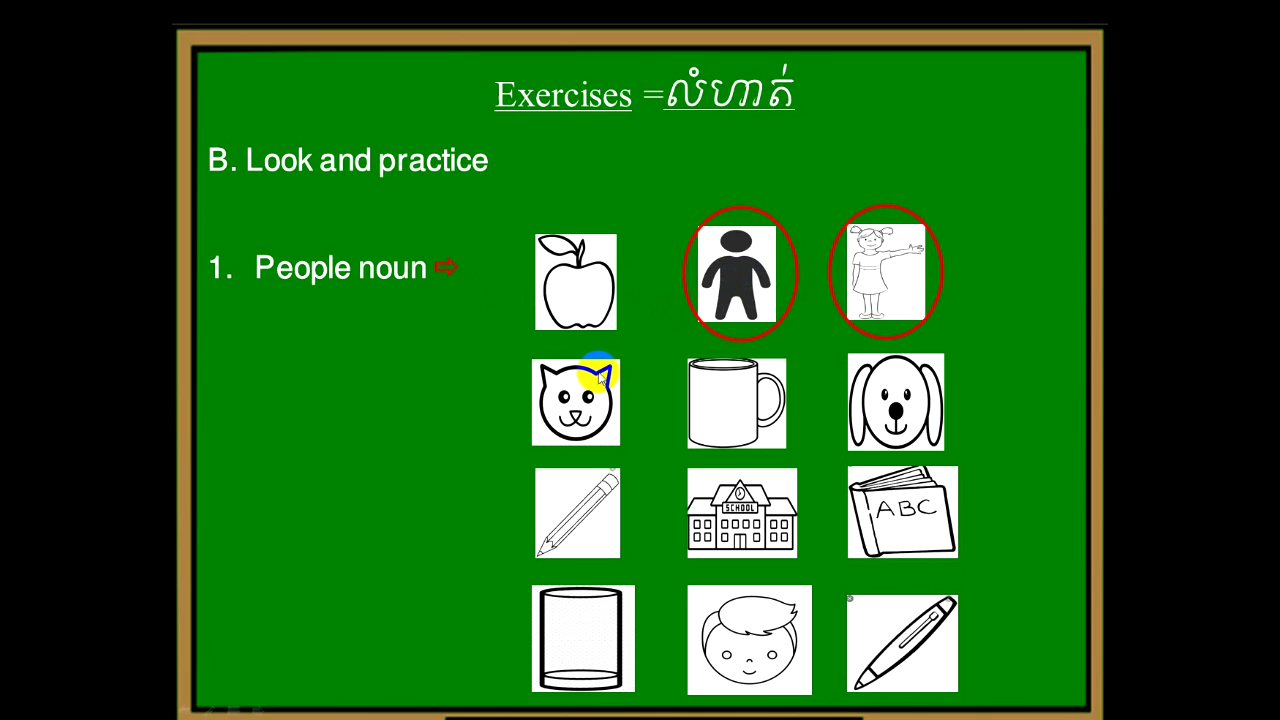 Exercises =លំហាត់
B. Look and practice
1. People noun ⇨
SCHOOL
ABC